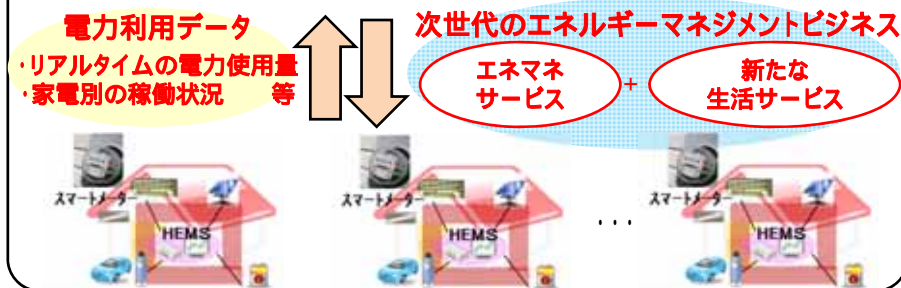 電力利用データ
・リアルタイムの電力使用量
・家電別の稼働状況 等
次世代のエネルギーマネジメントビジネス
エネマネ
サービス
+
新たな
生活サービス
スマートメーター
HEMS
スマートメーター
HEMS
...
スマートメーター
HEMS